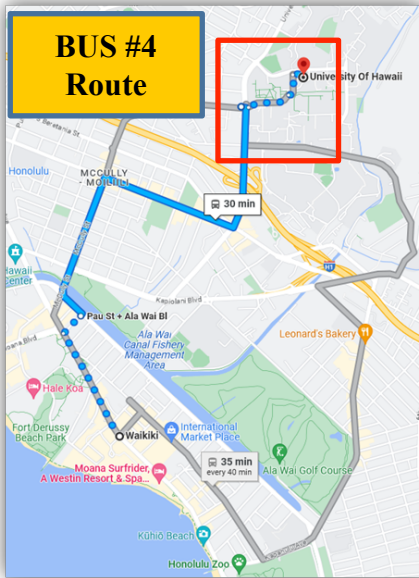 BUS #4
Route
University Of Hawaii
Honolulu
MCCULLY
- MOILIILI
30 min
H1
Hawaii
Center
Kapiolani Blvd
Pau St + Ala Wai Bl
Ala Wai
Canal Fishery
Management
Area
Leonard's Bakery
Hale Koa
Fort Derussy
Beach Park
Waikiki
International
Market Place
Moana Surfrider,
A Westin Resort & Spa...
35 min
every 40 min
Ala Wai Golf Course
Kūhiō Beach
Honolulu Zoo